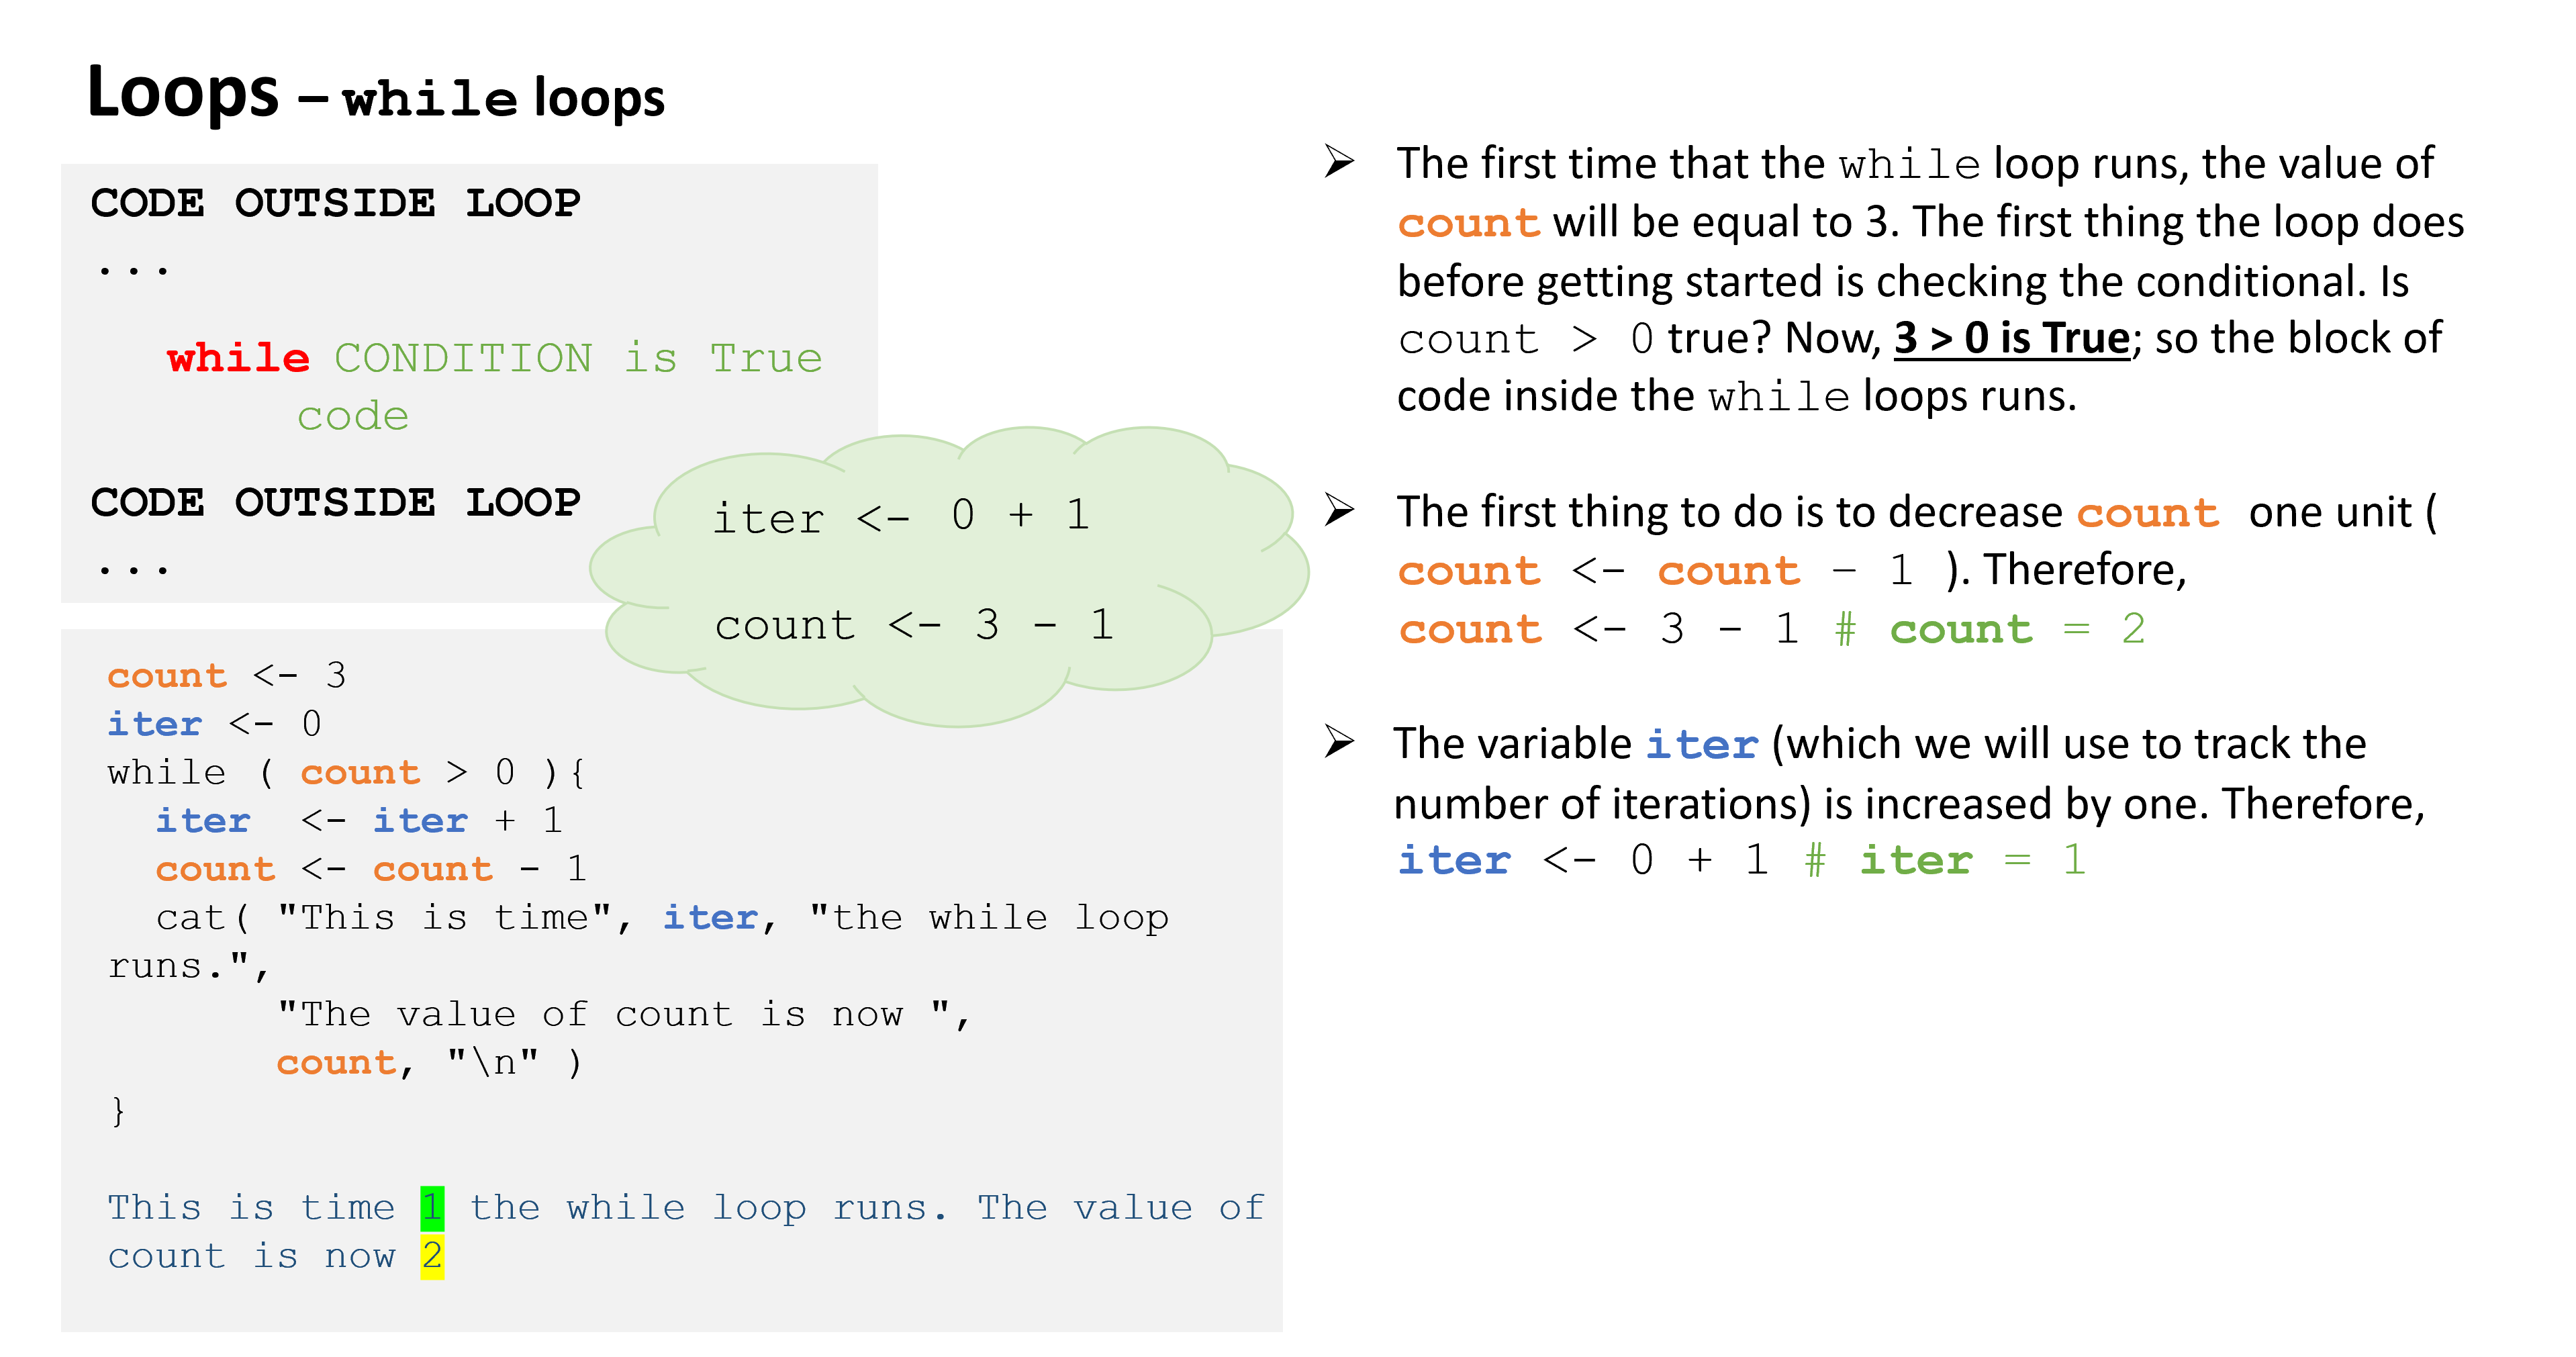 Loops – while loops
CODE OUTSIDE LOOP
...
while CONDITION is True
code
CODE OUTSIDE LOOP
...
iter <- 0 + 1
count <- 3 - 1
count <- 3
iter <- 0
while ( count > 0 ){
  iter  <- iter + 1
  count <- count - 1
  cat( "This is time", iter, "the while loop
runs.",
       "The value of count is now ",
       count, "\n" )
}
This is time 1 the while loop runs. The value of
count is now 2
➢ The first time that the while loop runs, the value of
count will be equal to 3. The first thing the loop does
before getting started is checking the conditional. Is
count > 0 true? Now, 3 > 0 is True; so the block of
code inside the while loops runs.
➢ The first thing to do is to decrease count one unit (
count <- count – 1 ). Therefore,
count <- 3 - 1 # count = 2
➢ The variable iter (which we will use to track the
number of iterations) is increased by one. Therefore,
iter <- 0 + 1 # iter = 1